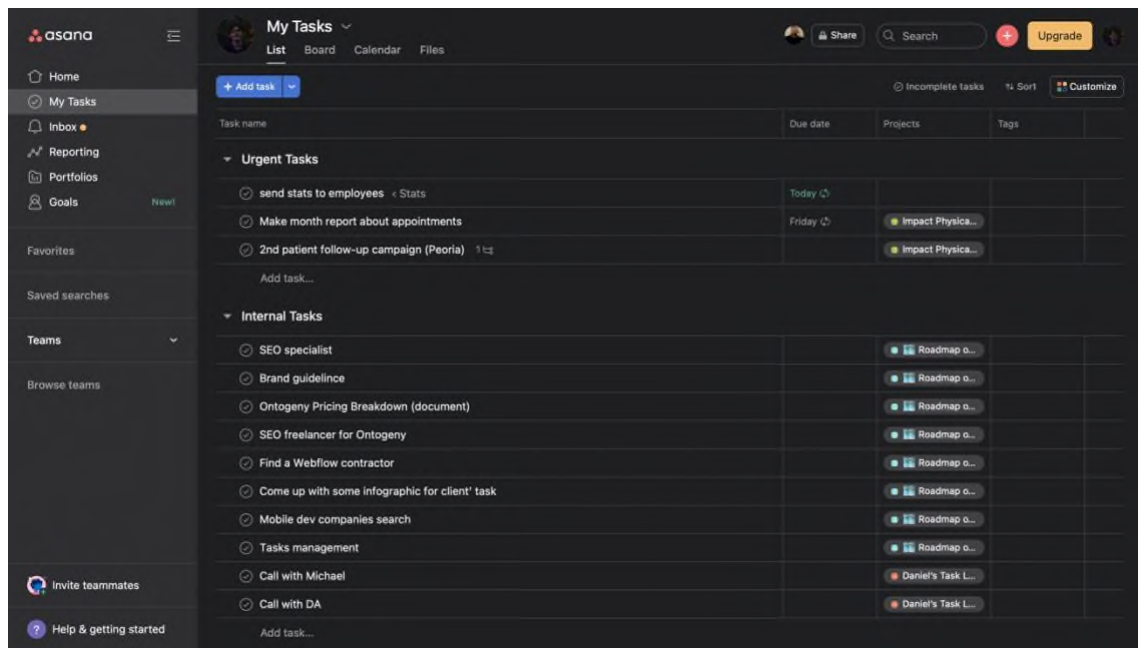 asana
My Tasks
List Board Calendar Files
Share
Search
Upgrade
Home
My Tasks
Inbox
Reporting
Portfolios
Goals New!
Favorites
Saved searches
Teams
Browse teams
Invite teammates
? Help & getting started
+ Add task
Incomplete tasks Sort Customize
Task name Due date Projects Tags
Urgent Tasks
send stats to employees < Stats Today
Make month report about appointments Friday Impact Physica...
2nd patient follow-up campaign (Peoria) 1 Impact Physica...
Add task...
Internal Tasks
SEO specialist Roadmap o...
Brand guidelince Roadmap o...
Ontogeny Pricing Breakdown (document) Roadmap o...
SEO freelancer for Ontogeny Roadmap o...
Find a Webflow contractor Roadmap o...
Come up with some infographic for client' task Roadmap o...
Mobile dev companies search Roadmap o...
Tasks management Roadmap o...
Call with Michael Daniel's Task L...
Call with DA Daniel's Task L...
Add task...